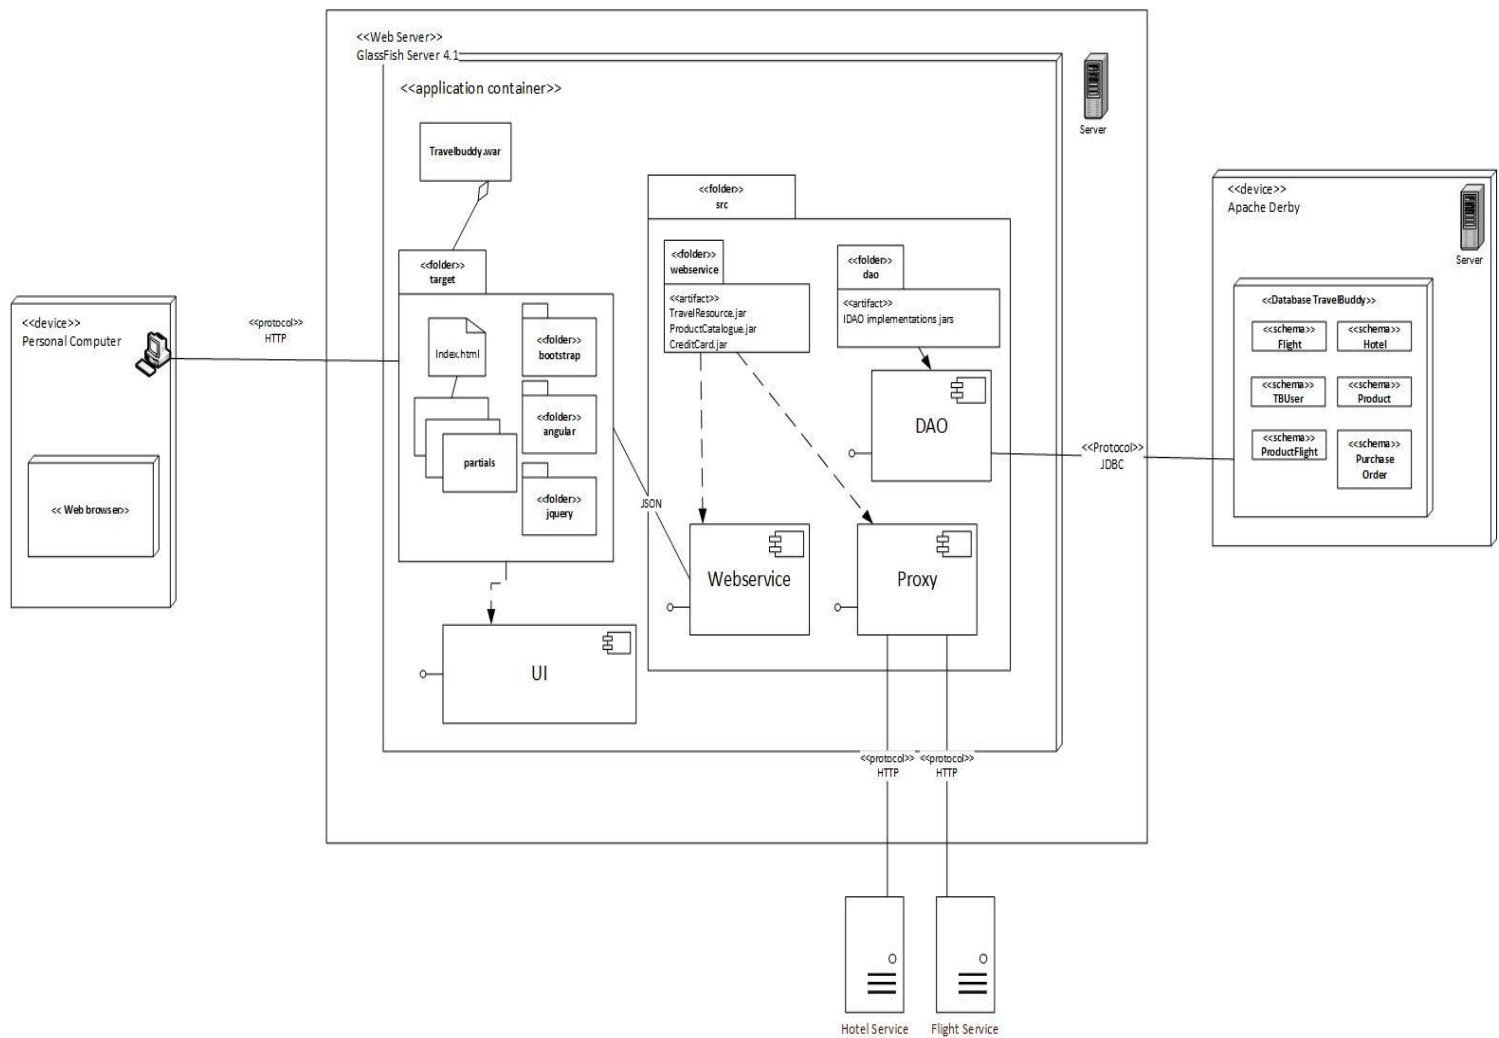 <<Web Server>>
GlassFish Server 4.1
<<application container>>
Server
Travelbuddy.war
<<folder>>
target
Index.html
partials
<<folder>>
bootstrap
<<folder>>
angular
<<folder>>
jquery
<<folder>>
src
<<folder>>
webservice
<<artifact>>
TravelResource.jar
ProductCatalogue.jar
CreditCard.jar
<<folder>>
dao
<<artifact>>
IDAO implementations jars
DAO
JSON
Webservice
Proxy
UI
<<device>>
Personal Computer
<< Web browser>>
<<protocol>>
HTTP
<<Protocol>>
JDBC
<<device>>
Apache Derby
Server
<<Database TravelBuddy>>
<<schema>>
Flight
<<schema>>
Hotel
<<schema>>
TBUser
<<schema>>
Product
<<schema>>
ProductFlight
<<schema>>
Purchase
Order
<<protocol>>
HTTP
<<protocol>>
HTTP
Hotel Service
Flight Service